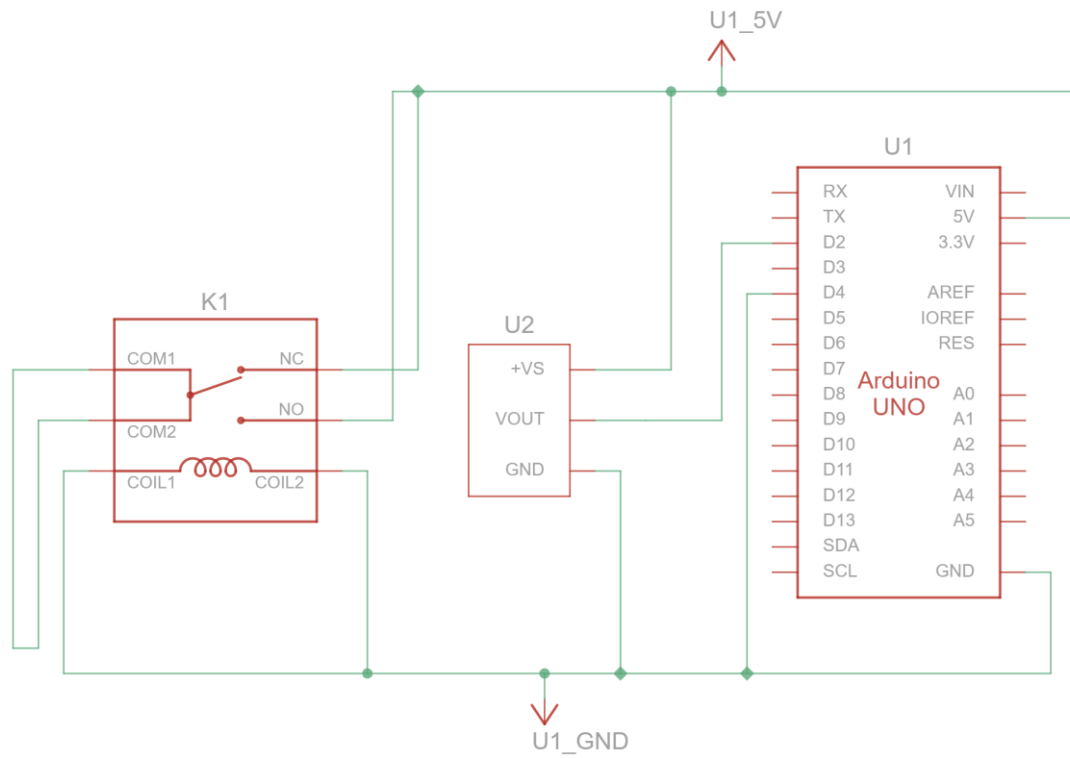 U1_5V
U1
RX
VIN
TX
5V
D2
3.3V
D3
D4
AREF
D5
IOREF
D6
RES
D7
D8
A0
Arduino
UNO
D9
A1
D10
A2
D11
A3
D12
A4
D13
A5
SDA
SCL
GND
K1
COM1
NC
NO
COM2
COIL1
COIL2
U2
+VS
VOUT
GND
U1_GND